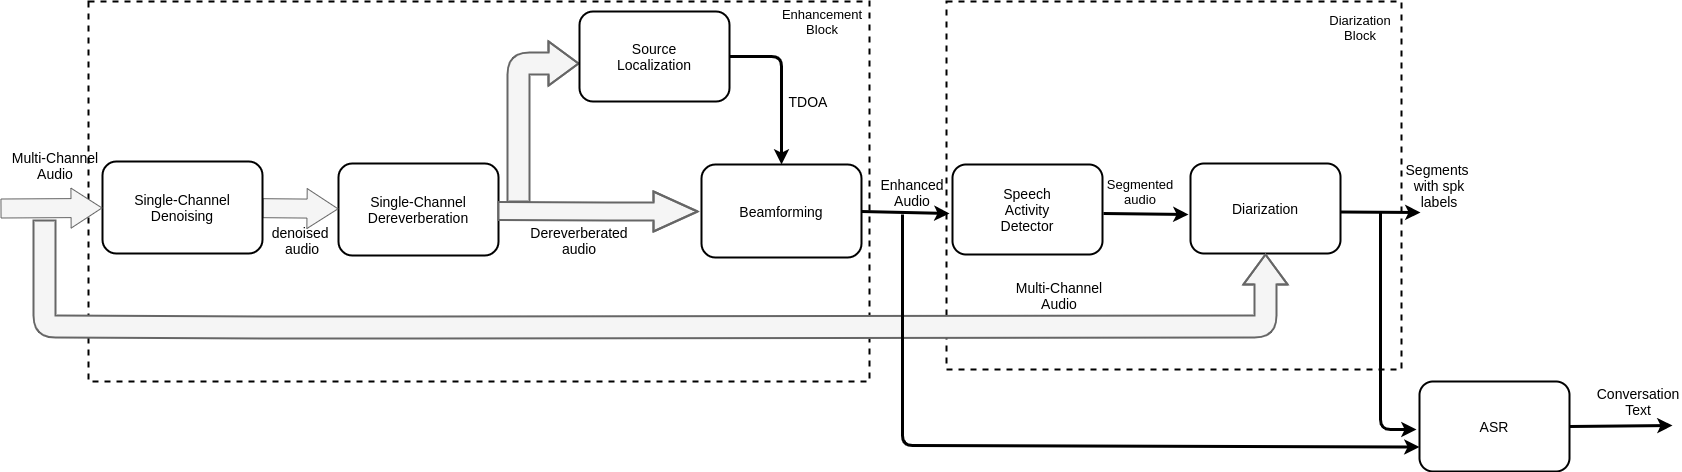 Enhancement
Block
Diarization
Block
Source
Localization
TDOA
Multi-Channel
Audio
Single-Channel
Denoising
denoised
audio
Single-Channel
Dereverberation
Dereverberated
audio
Beamforming
Enhanced
Audio
Speech
Activity
Detector
Segmented
audio
Diarization
Segments
with spk
labels
Multi-Channel
Audio
ASR
Conversation
Text